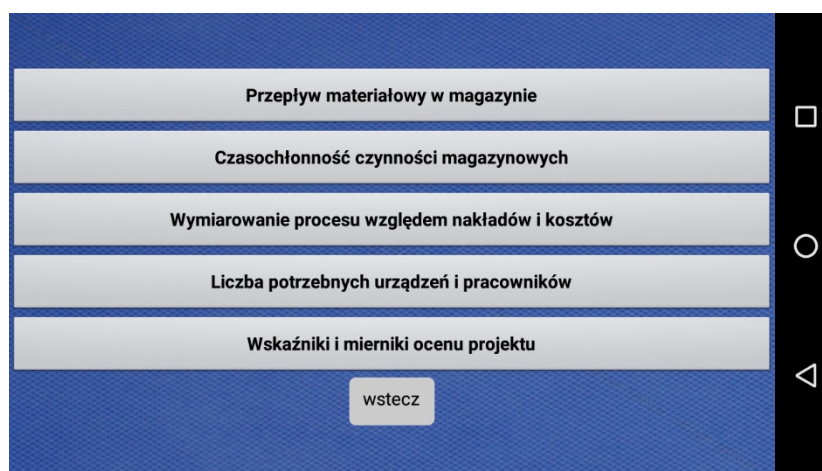 Przepływ materiałowy w magazynie
Czasochłonność czynności magazynowych
Wymiarowanie procesu względem nakładów i kosztów
Liczba potrzebnych urządzeń i pracowników
Wskaźniki i mierniki ocenu projektu
wstecz